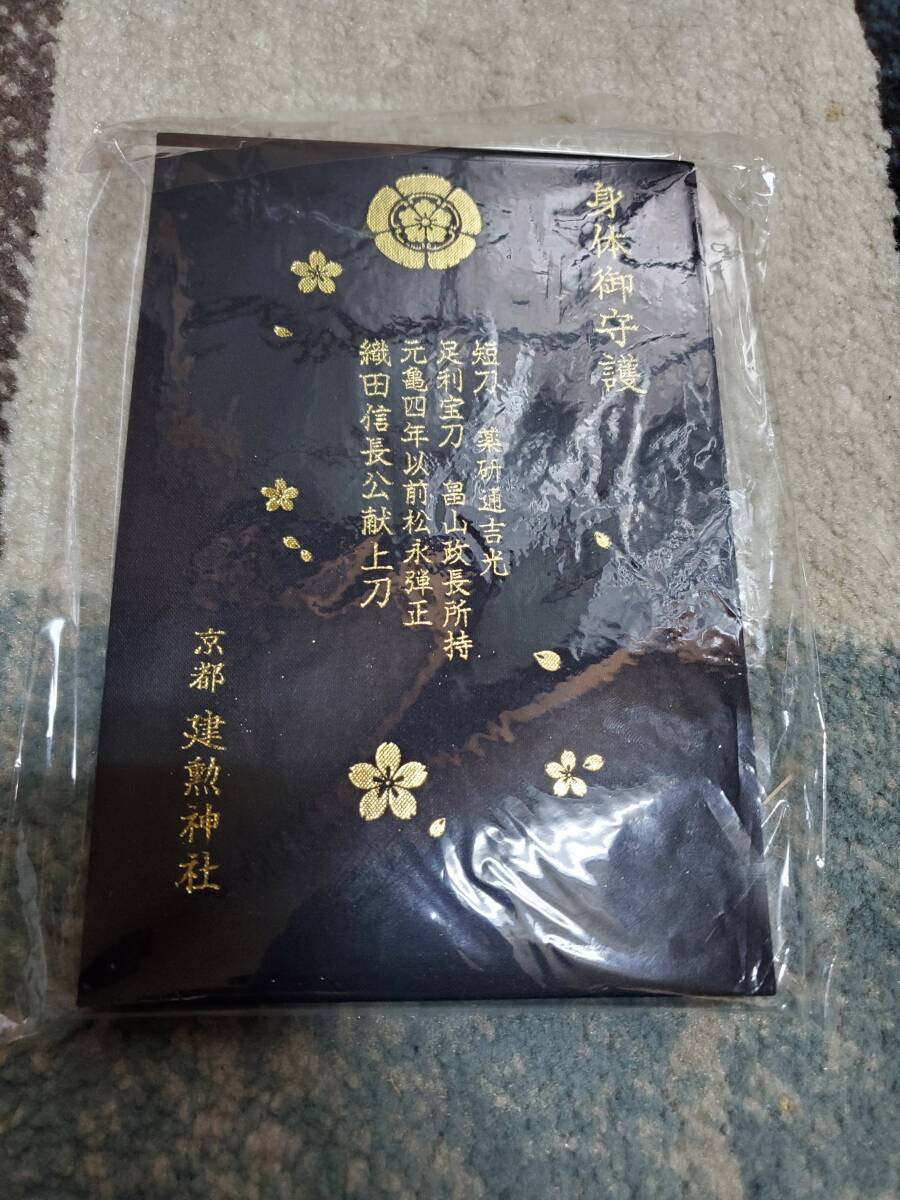 身体御守護
短刀 薬研通吉光
足利宝刀 畠山政長所持
元亀四年以前松永弾正
織田信長公献上刀
京都 建勲神社